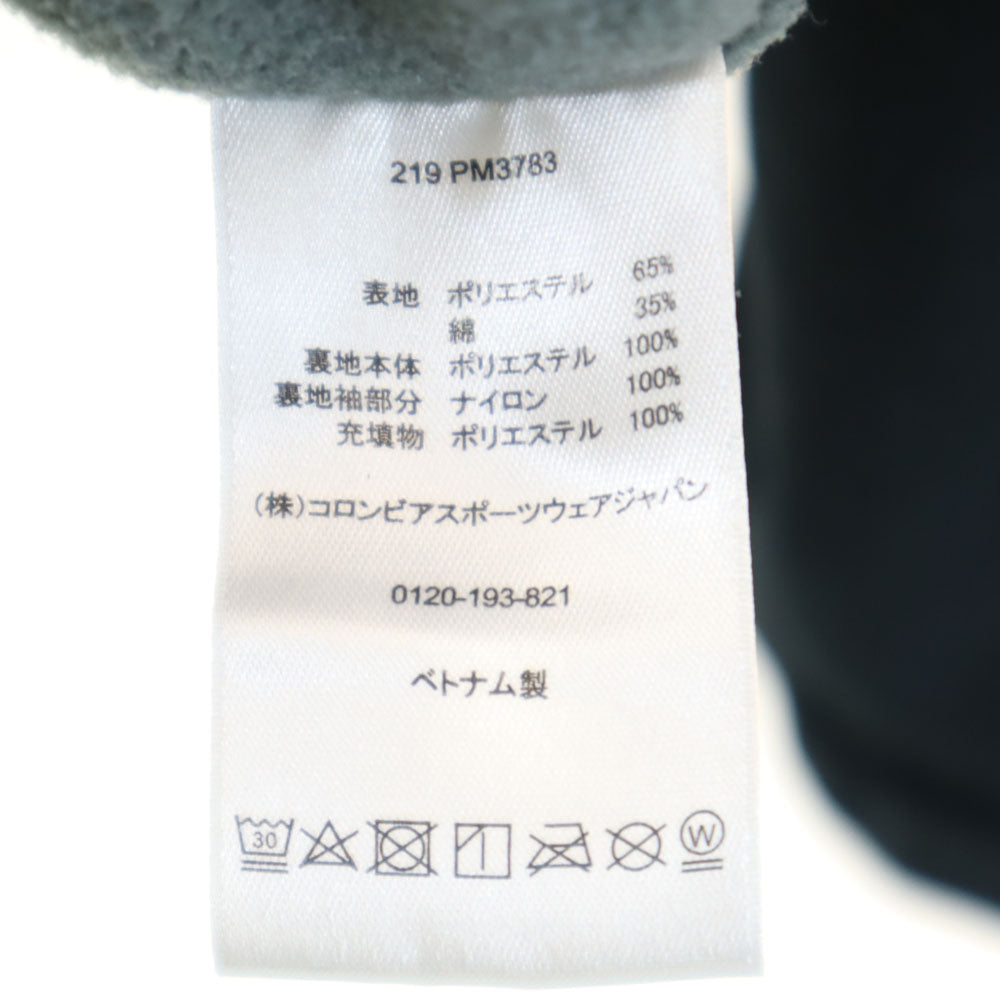 219 PM3783
表地 ポリエステル 65%
綿 35%
裏地本体 ポリエステル 100%
裏地袖部分 ナイロン 100%
充填物 ポリエステル 100%
(株)コロンビアスポーツウェアジャパン
0120-193-821
ベトナム製
30 W